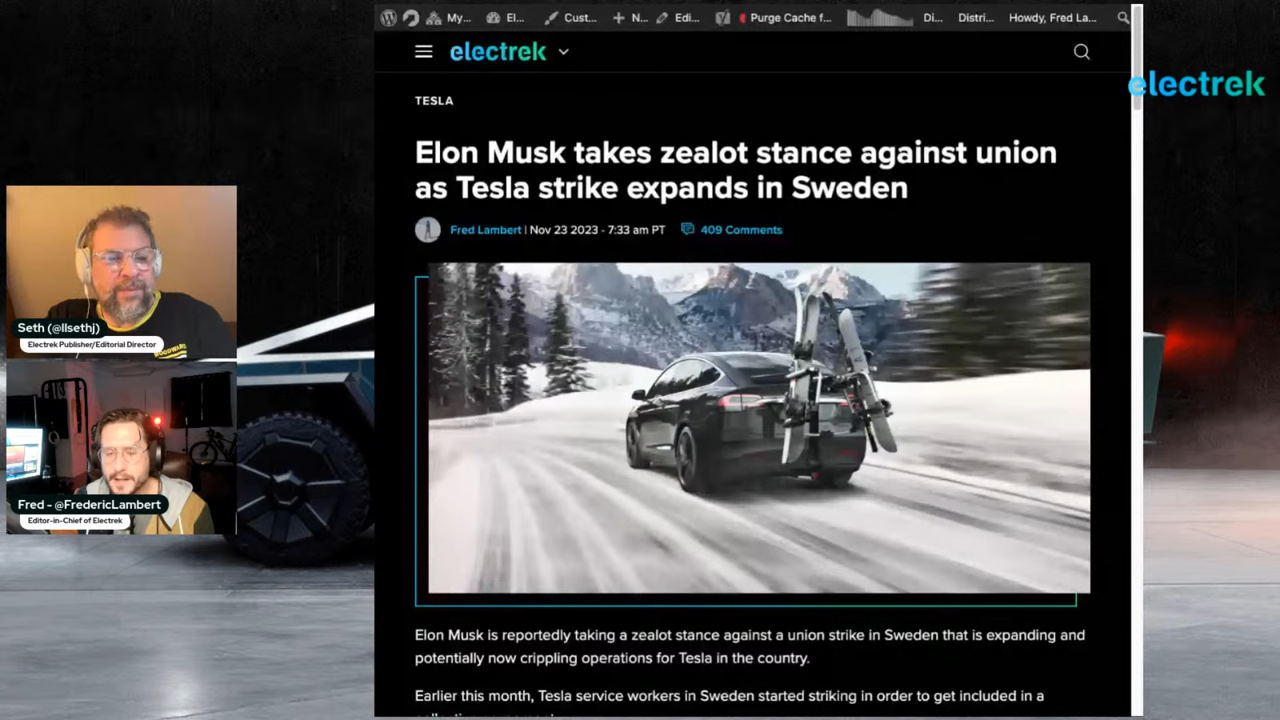 My...
El...
Cust...
N...
Edi...
Purge Cache f...
Di...
Distri...
Howdy, Fred La...
electrek
electrek
TESLA
Elon Musk takes zealot stance against union
as Tesla strike expands in Sweden
Fred Lambert | Nov 23 2023 - 7:33 am PT
409 Comments
Seth (@llsethj)
Electrek Publisher/Editorial Director
Fred - @FredericLambert
Editor-in-Chief of Electrek
Elon Musk is reportedly taking a zealot stance against a union strike in Sweden that is expanding and
potentially now crippling operations for Tesla in the country.
Earlier this month, Tesla service workers in Sweden started striking in order to get included in a